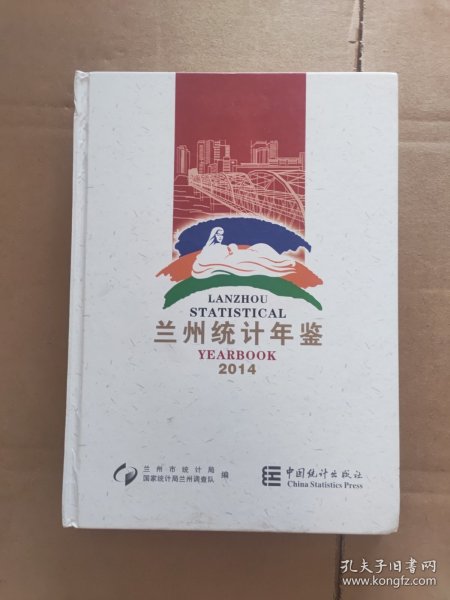 LANZHOU
STATISTICAL
兰州统计年鉴
YEARBOOK
2014
兰州市统计局
国家统计局兰州调查队 编
中国统计出版社
China Statistics Press
孔夫子旧书网
www.kongfz.com